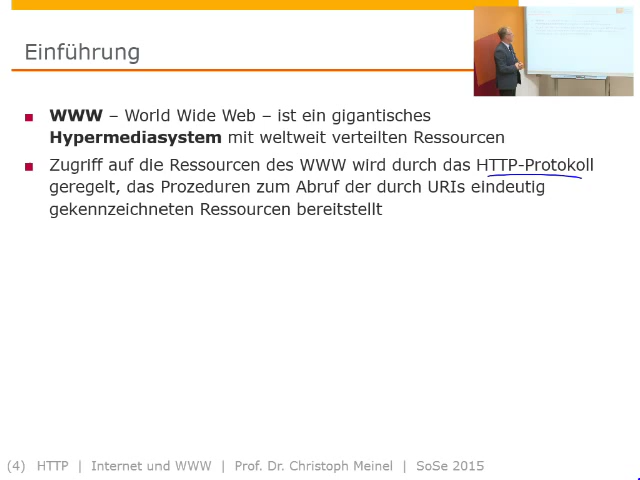 Einführung
WWW – World Wide Web – ist ein gigantisches
Hypermediasystem mit weltweit verteilten Ressourcen
Zugriff auf die Ressourcen des WWW wird durch das HTTP-Protokoll
geregelt, das Prozeduren zum Abruf der durch URIs eindeutig
gekennzeichneten Ressourcen bereitstellt
(4) HTTP | Internet und WWW | Prof. Dr. Christoph Meinel | SoSe 2015